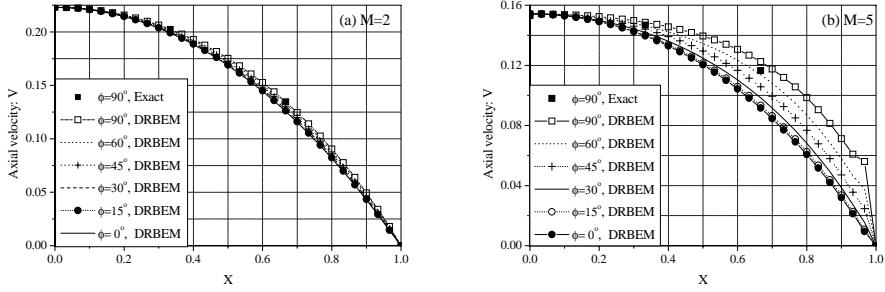 (a) M=2
Axial velocity: V
0.20
0.15
0.10
0.05
0.00
ϕ=90°, Exact
ϕ=90°, DRBEM
ϕ=60°, DRBEM
ϕ=45°, DRBEM
ϕ=30°, DRBEM
ϕ=15°, DRBEM
ϕ= 0°, DRBEM
0.0 0.2 0.4 0.6 0.8 1.0
X
(b) M=5
Axial velocity: V
0.16
0.12
0.08
0.04
0.00
ϕ=90°, Exact
ϕ=90°, DRBEM
ϕ=60°, DRBEM
ϕ=45°, DRBEM
ϕ=30°, DRBEM
ϕ=15°, DRBEM
ϕ= 0°, DRBEM
0.0 0.2 0.4 0.6 0.8 1.0
X